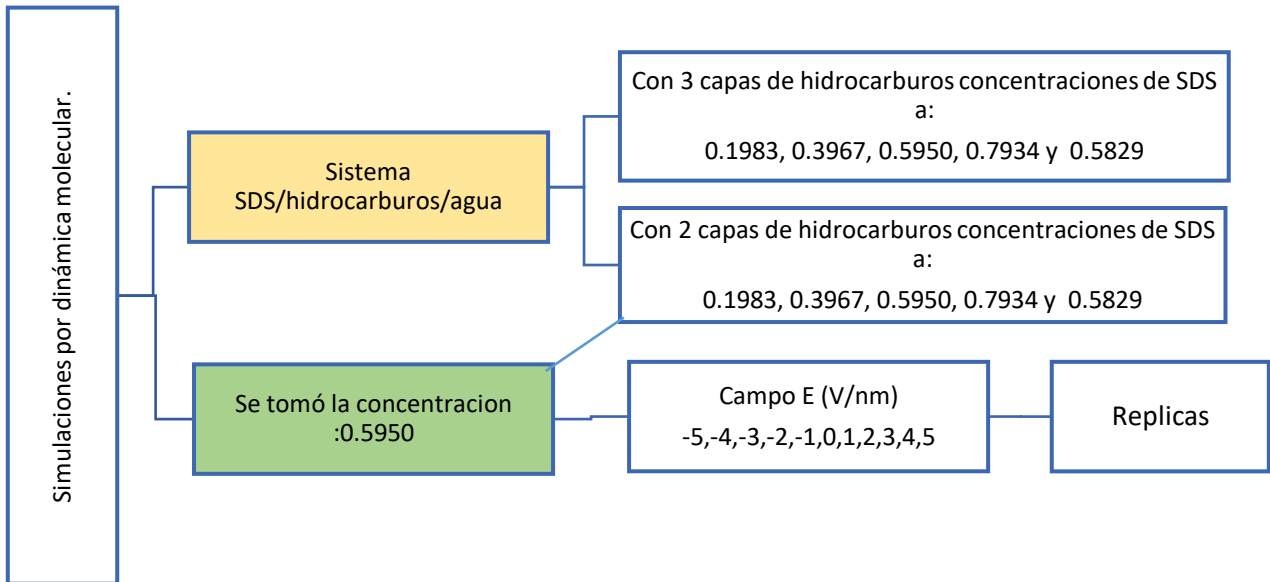 Simulaciones por dinámica molecular.
Sistema
SDS/hidrocarburos/agua
Con 3 capas de hidrocarburos concentraciones de SDS
a:
0.1983, 0.3967, 0.5950, 0.7934 y 0.5829
Con 2 capas de hidrocarburos concentraciones de SDS
a:
0.1983, 0.3967, 0.5950, 0.7934 y 0.5829
Se tomó la concentracion
:0.5950
Campo E (V/nm)
-5,-4,-3,-2,-1,0,1,2,3,4,5
Replicas